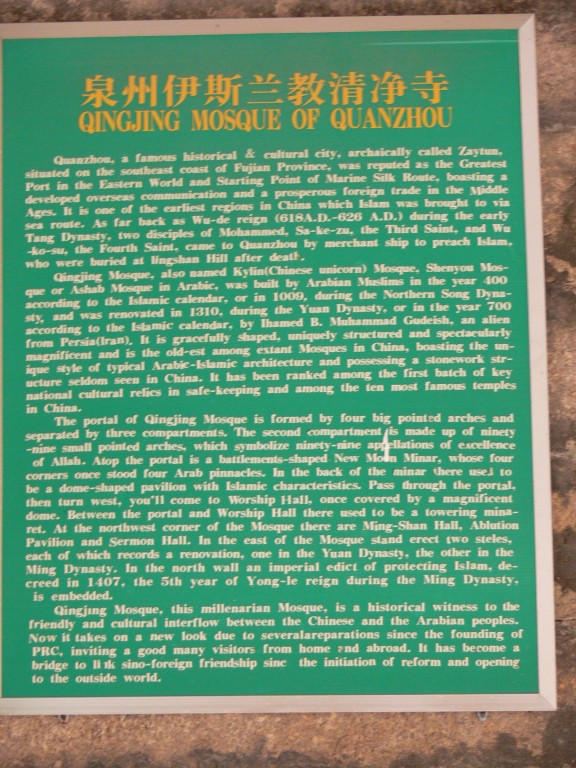 泉州伊斯兰教清净寺
QINGJING MOSQUE OF QUANZHOU
Quanzhou, a famous historical & cultural city, archaically called Zaytun,
situated on the southeast coast of Fujian Province, was reputed as the Greatest
Port in the Eastern World and Starting Point of Marine Silk Route, boasting a
developed overseas communication and a prosperous foreign trade in the Middle
Ages. It is one of the earliest regions in China which Islam was brought to via
sea route. As far back as Wu-de reign (618A.D.-626 A.D.) during the early
Tang Dynasty, two disciples of Mohammed, Sa-ke-zu, the Third Saint, and Wu
-ko-su, the Fourth Saint, came to Quanzhou by merchant ship to preach Islam,
who were buried at lingshan Hill after death.
Qingjing Mosque, also named Kylin(Chinese unicorn) Mosque, Shenyou Mos-
que or Ashab Mosque in Arabic, was built by Arabian Muslims in the year 400
according to the Islamic calendar, or in 1009, during the Northern Song Dyna-
sty, and was renovated in 1310, during the Yuan Dynasty, or in the year 700
according to the Islamic calendar, by Ihamed B. Muhammad Gudeish, an alien
from Persia(Iran). It is gracefully shaped, uniquely structured and spectacularly
magnificent and is the old-est among extant Mosques in China, boasting the un-
ique style of typical Arabic-Islamic architecture and possessing a stonework str-
ucture seldom seen in China. It has been ranked among the first batch of key
national cultural relics in safe-keeping and among the ten most famous temples
in China.
The portal of Qingjing Mosque is formed by four big pointed arches and
separated by three compartments. The second compartment is made up of ninety
-nine small pointed arches, which symbolize ninety-nine appellations of excellence
of Allah. Atop the portal is a battlements-shaped New Moon Minar, whose four
corners once stood four Arab pinnacles. In the back of the minar there used to
be a dome-shaped pavilion with Islamic characteristics. Pass through the portal,
then turn west, you'll come to Worship Hall, once covered by a magnificent
dome. Between the portal and Worship Hall there used to be a towering mina-
ret. At the northwest corner of the Mosque there are Ming-Shan Hall, Ablution
Pavilion and Sermon Hall. In the east of the Mosque stand erect two steles,
each of which records a renovation, one in the Yuan Dynasty, the other in the
Ming Dynasty. In the north wall an imperial edict of protecting Islam, de-
creed in 1407, the 5th year of Yong-le reign during the Ming Dynasty,
is embedded.
Qingjing Mosque, this millenarian Mosque, is a historical witness to the
friendly and cultural interflow between the Chinese and the Arabian peoples.
Now it takes on a new look due to severalareparations since the founding of
PRC, inviting a good many visitors from home and abroad. It has become a
bridge to link sino-foreign friendship sinc the initiation of reform and opening
to the outside world.